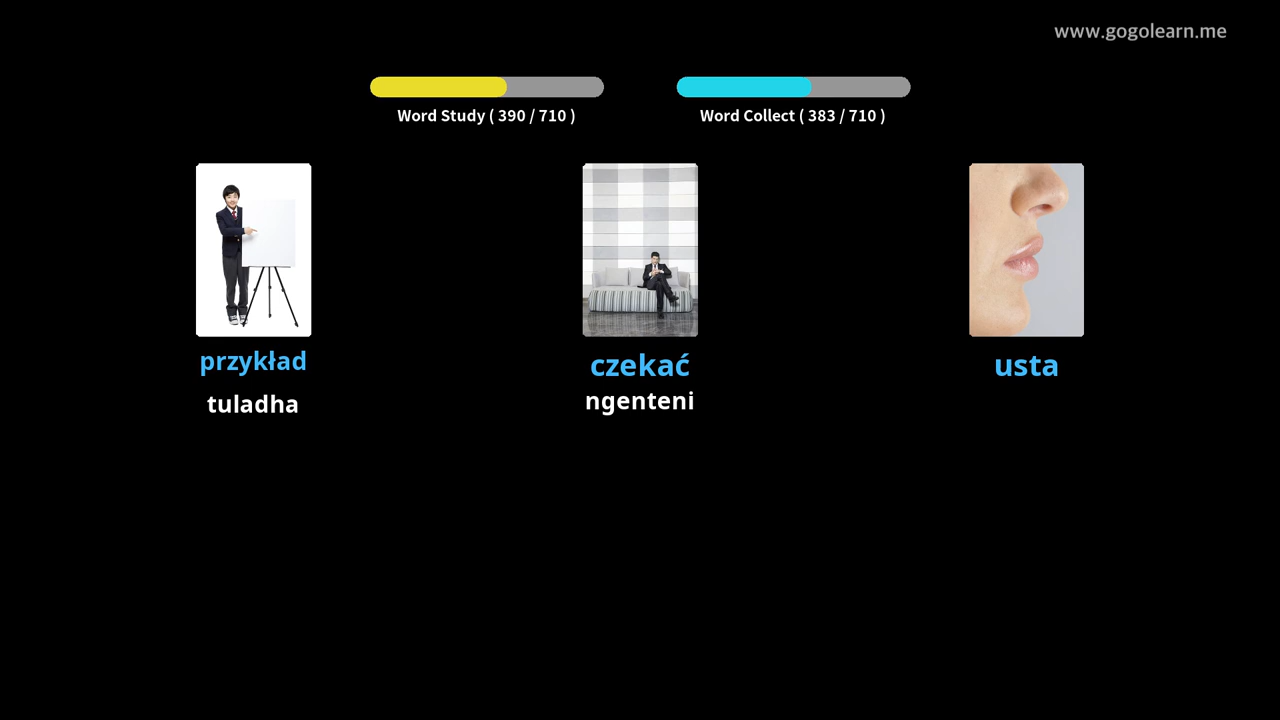 www.gogolearn.me
Word Study ( 390 / 710 )
Word Collect ( 383 / 710 )
przykład
tuladha
czekać
ngenteni
usta